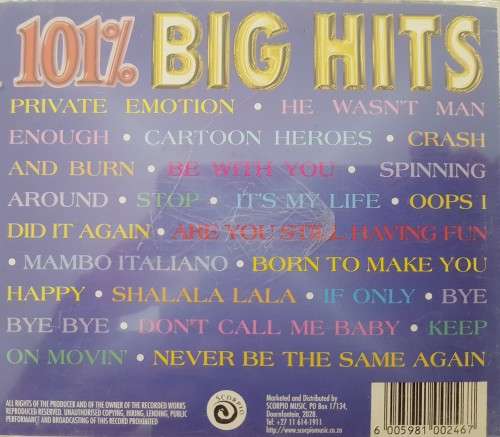 101% BIG HITS
PRIVATE EMOTION • HE WASN'T MAN
ENOUGH • CARTOON HEROES • CRASH
AND BURN • BE WITH YOU • SPINNING
AROUND • STOP • IT'S MY LIFE • OOPS I
DID IT AGAIN • ARE YOU STILL HAVING FUN
• MAMBO ITALIANO • BORN TO MAKE YOU
HAPPY • SHALALA LALA • IF ONLY • BYE
BYE-BYE • DON'T CALL ME BABY • KEEP
ON MOVIN' • NEVER BE THE SAME AGAIN
ALL RIGHTS OF THE PRODUCER AND OF THE OWNER OF THE RECORDED WORKS
REPRODUCED RESERVED. UNAUTHORISED COPYING, HIRING, LENDING, PUBLIC
PERFORMANCE AND BROADCASTING OF THIS RECORD PROHIBITED
SCORPIO
Marketed and Distributed by
SCORPIO MUSIC, PO Box 17134,
Doornfontein, 2028.
Tel: +27 11 614-1911
www.scorpiomusic.co.za
6 005981 002467